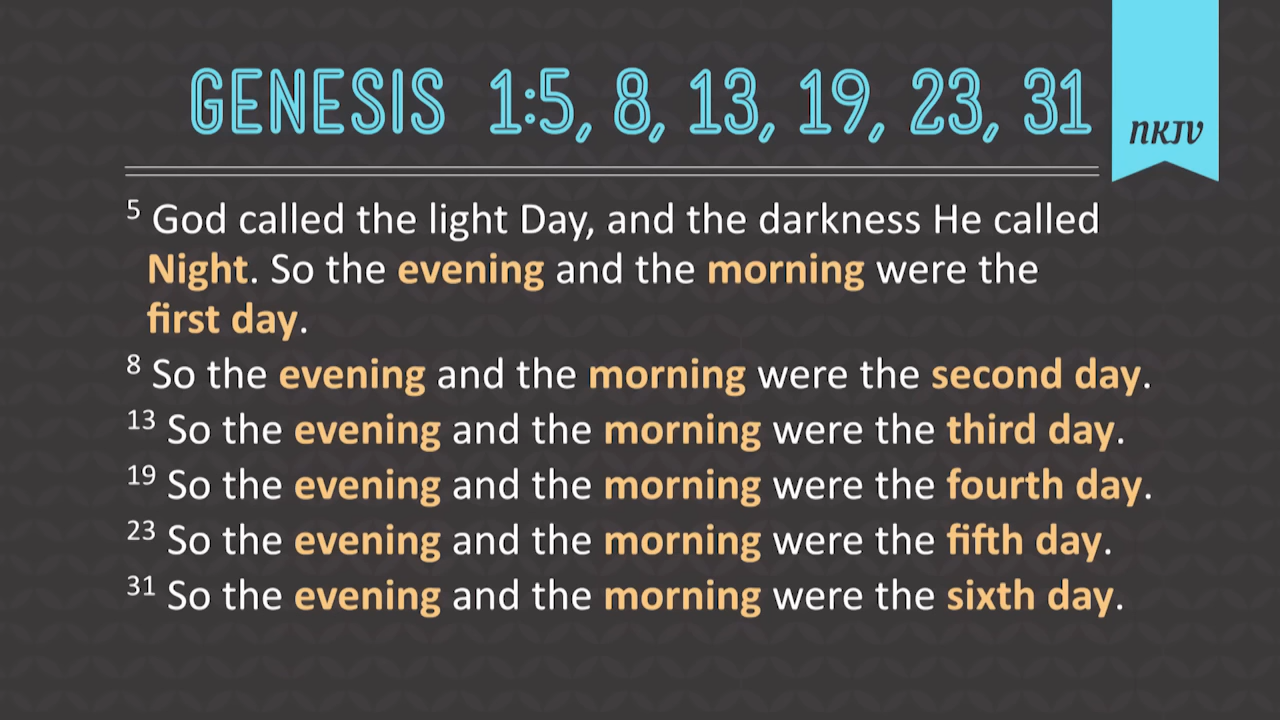 GENESIS 1:5, 8, 13, 19, 23, 31
NKJV
5 God called the light Day, and the darkness He called
Night. So the evening and the morning were the
first day.
8 So the evening and the morning were the second day.
13 So the evening and the morning were the third day.
19 So the evening and the morning were the fourth day.
23 So the evening and the morning were the fifth day.
31 So the evening and the morning were the sixth day.